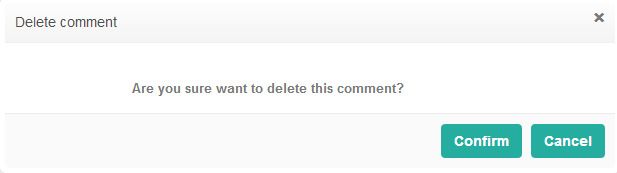 Delete comment ×
Are you sure want to delete this comment?
Confirm Cancel